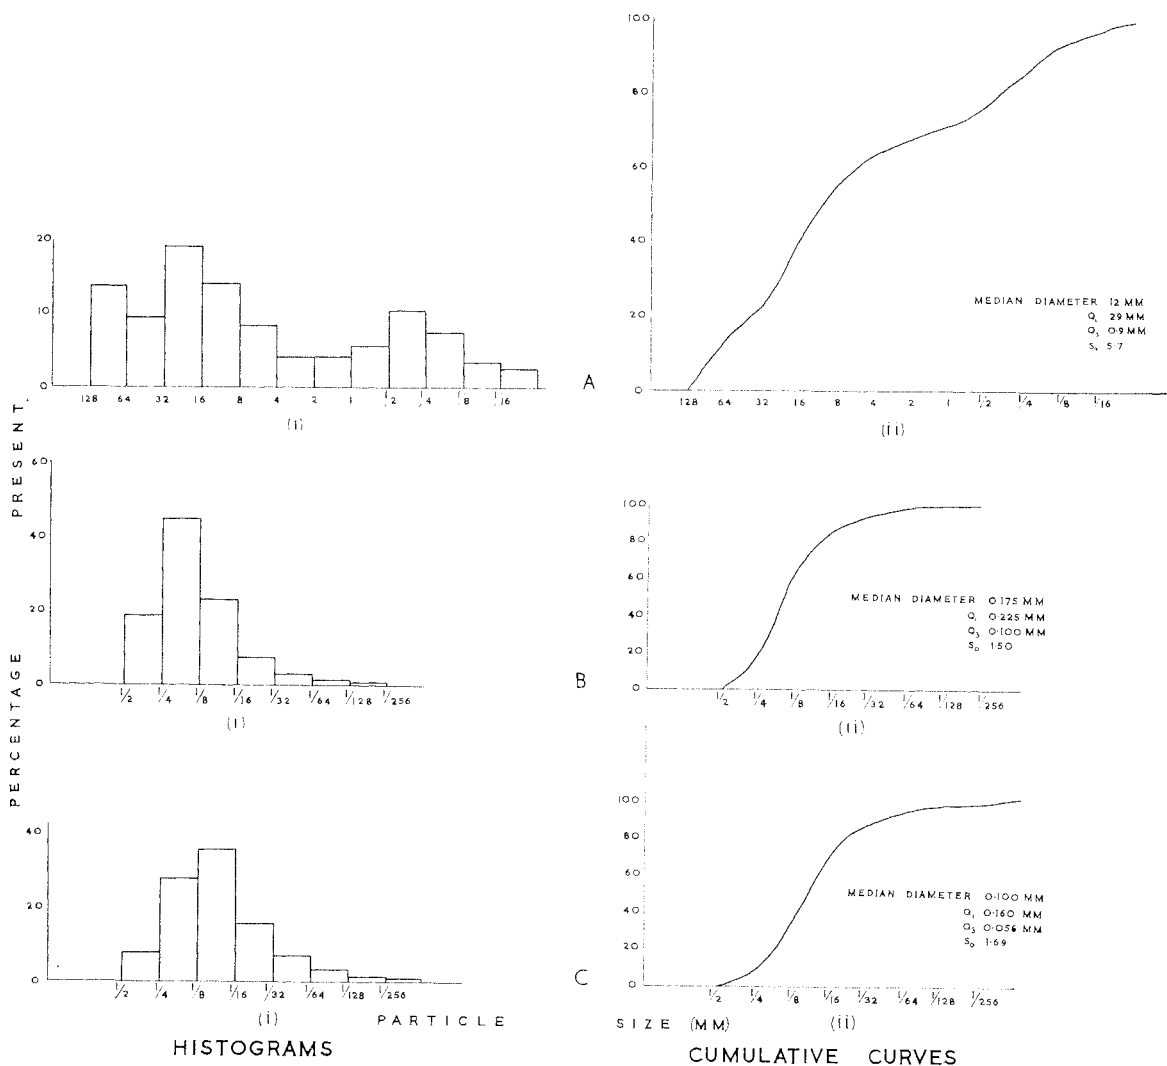 100
80
60
40
20
0
MEDIAN DIAMETER 12 MM
Q₁ 29 MM
Q₃ 0·9 MM
S₀ 5·7
128 64 32 16 8 4 2 1 1/2 1/4 1/8 1/16
(ii)
20
10
0
128 64 32 16 8 4 2 1 1/2 1/4 1/8 1/16
(i)
A
60
40
20
0
1/2 1/4 1/8 1/16 1/32 1/64 1/128 1/256
(i)
B
100
80
60
40
20
0
MEDIAN DIAMETER 0·175 MM
Q₁ 0·225 MM
Q₃ 0·100 MM
S₀ 1·50
1/2 1/4 1/8 1/16 1/32 1/64 1/128 1/256
(ii)
40
20
0
1/2 1/4 1/8 1/16 1/32 1/64 1/128 1/256
(i)
C
100
80
60
40
20
0
MEDIAN DIAMETER 0·100 MM
Q₁ 0·160 MM
Q₃ 0·056 MM
S₀ 1·69
1/2 1/4 1/8 1/16 1/32 1/64 1/128 1/256
(ii)
PERCENTAGE PRESENT.
PARTICLE SIZE (MM)
HISTOGRAMS
CUMULATIVE CURVES